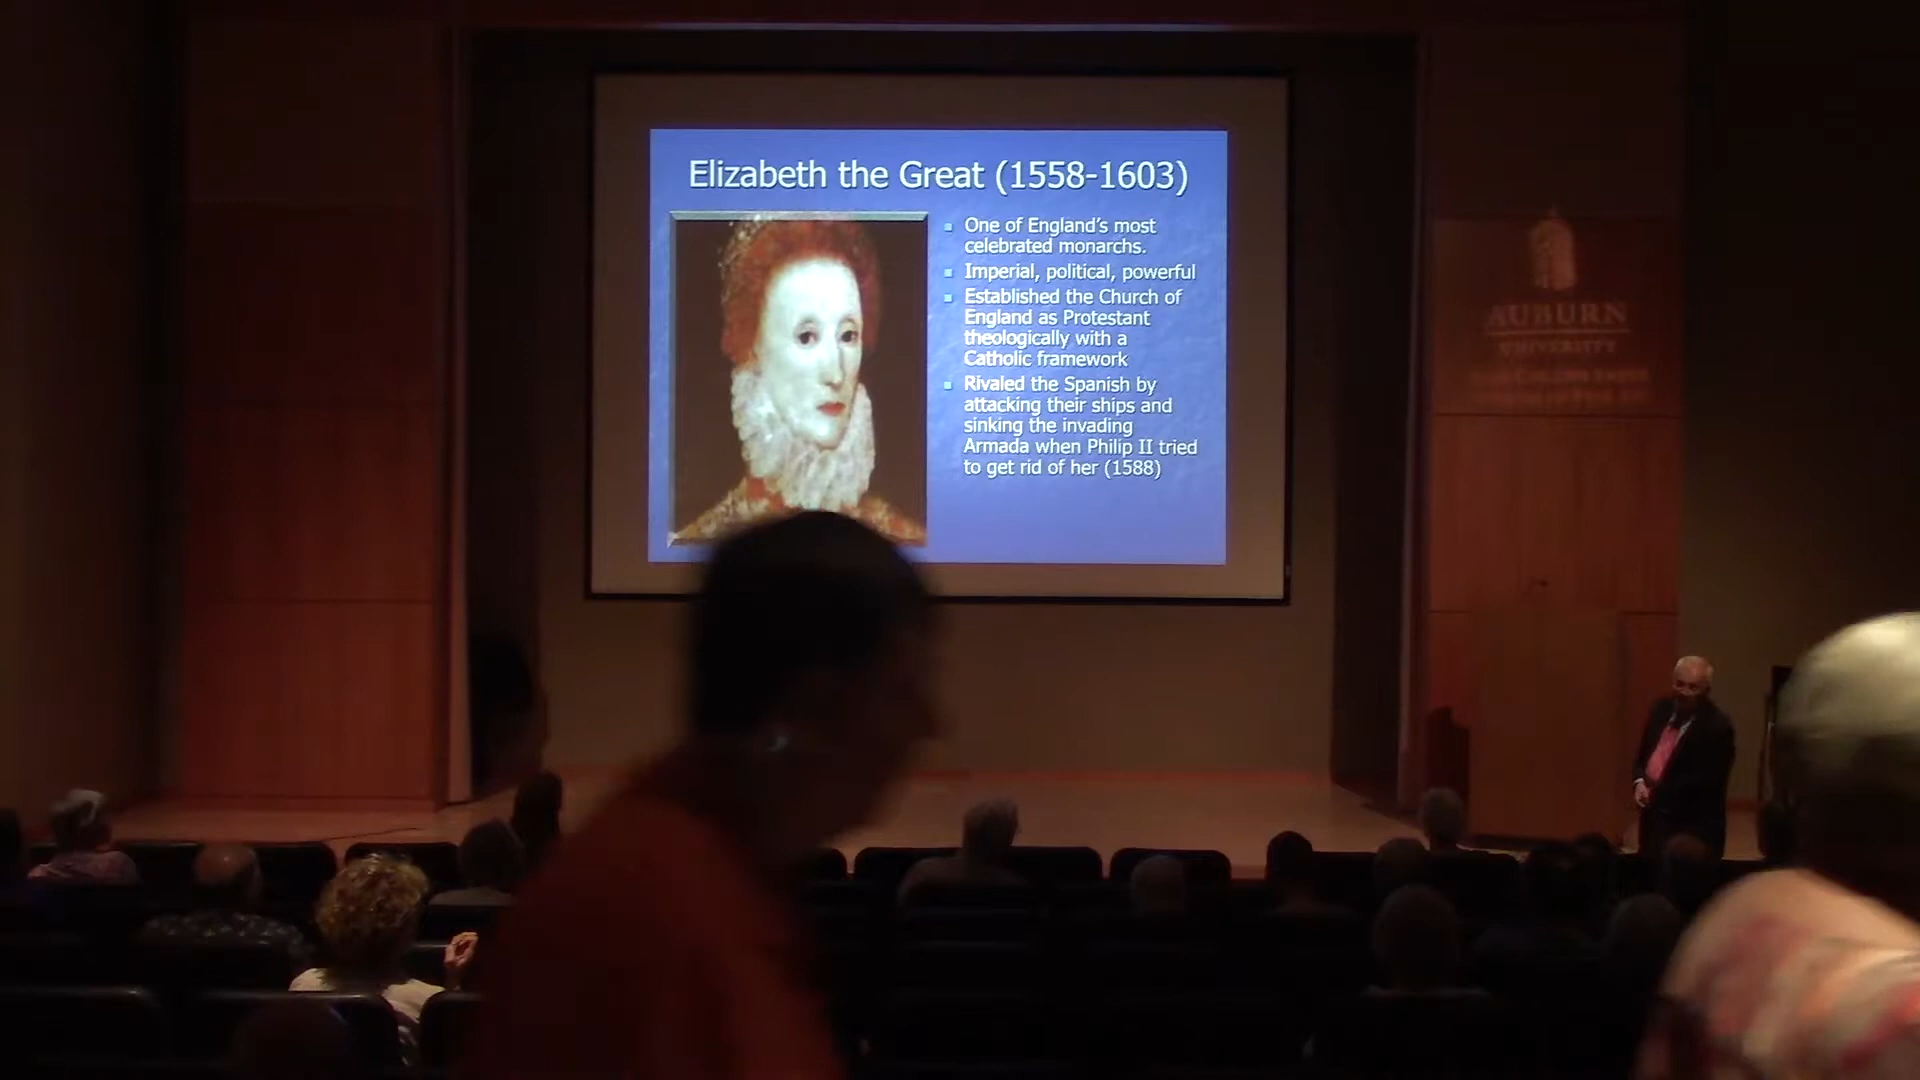 Elizabeth the Great (1558-1603)
One of England's most
celebrated monarchs.
Imperial, political, powerful
Established the Church of
England as Protestant
theologically with a
Catholic framework
Rivaled the Spanish by
attacking their ships and
sinking the invading
Armada when Philip II tried
to get rid of her (1588)
AUBURN
UNIVERSITY